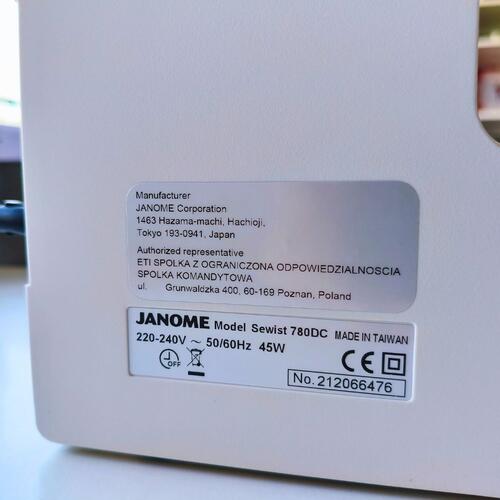 Manufacturer
JANOME Corporation
1463 Hazama-machi, Hachioji,
Tokyo 193-0941, Japan
Authorized representative
ETI SPOLKA Z OGRANICZONA ODPOWIEDZIALNOSCIA
SPOLKA KOMANDYTOWA
ul. Grunwaldzka 400, 60-169 Poznan, Poland
JANOME Model Sewist 780DC MADE IN TAIWAN
220-240V ~ 50/60Hz 45W
OFF CE
No. 212066476